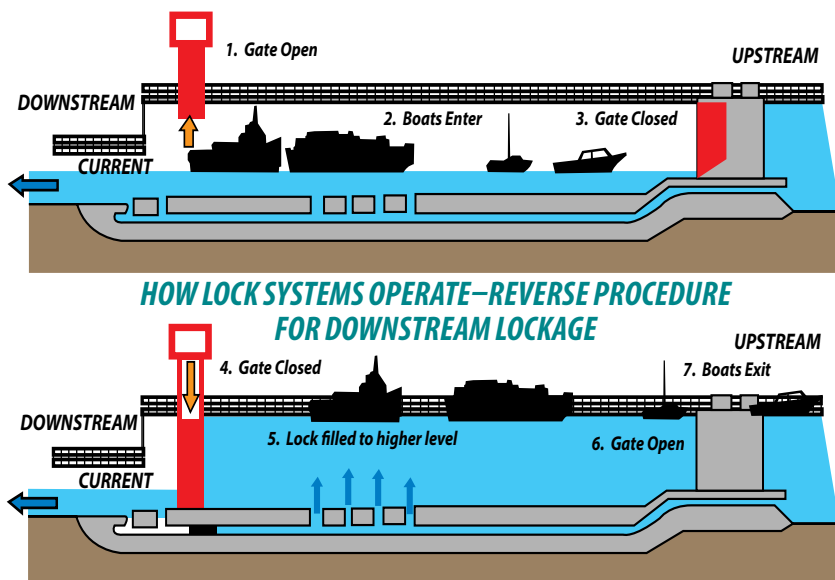 1. Gate Open
UPSTREAM
DOWNSTREAM
2. Boats Enter
3. Gate Closed
CURRENT
HOW LOCK SYSTEMS OPERATE–REVERSE PROCEDURE
FOR DOWNSTREAM LOCKAGE
UPSTREAM
4. Gate Closed
7. Boats Exit
DOWNSTREAM
5. Lock filled to higher level
6. Gate Open
CURRENT